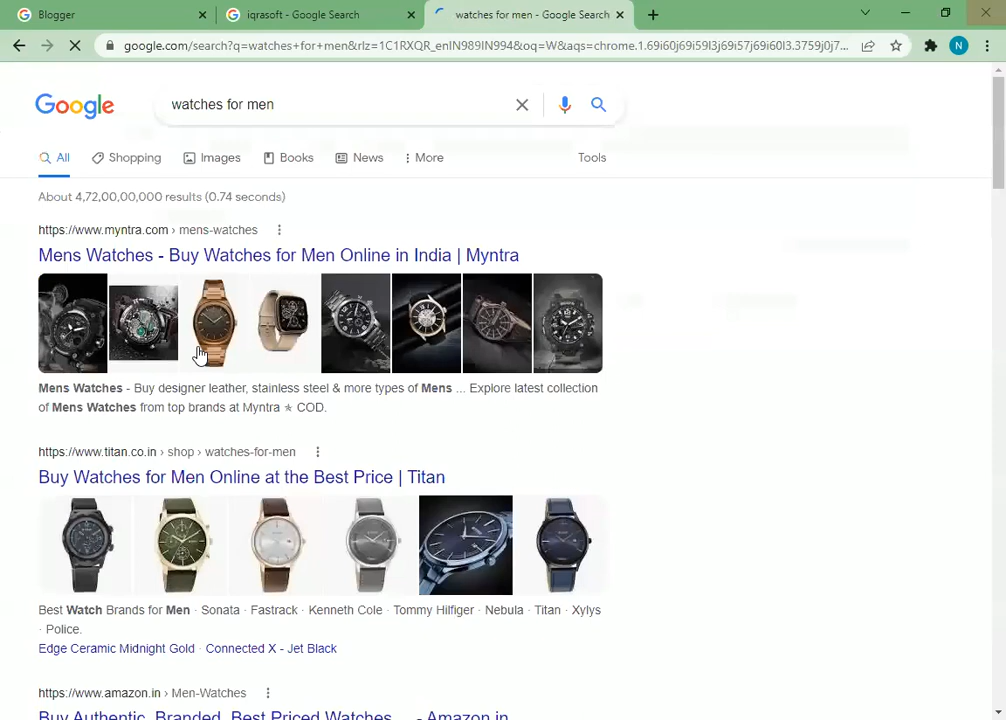 Blogger
iqrasoft - Google Search
watches for men - Google Search
google.com/search?q=watches+for+men&rlz=1C1RXQR_enIN989IN994&oq=W&aqs=chrome.1.69i60j69i59l3j69i57j69i60l3.3759j0j7...
N
Google
watches for men
All
Shopping
Images
Books
News
More
Tools
About 4,72,00,00,000 results (0.74 seconds)
https://www.myntra.com › mens-watches
Mens Watches - Buy Watches for Men Online in India | Myntra
Mens Watches - Buy designer leather, stainless steel & more types of Mens ... Explore latest collection
of Mens Watches from top brands at Myntra ✯ COD.
https://www.titan.co.in › shop › watches-for-men
Buy Watches for Men Online at the Best Price | Titan
Best Watch Brands for Men · Sonata · Fastrack · Kenneth Cole · Tommy Hilfiger · Nebula · Titan · Xylys
· Police.
Edge Ceramic Midnight Gold · Connected X - Jet Black
https://www.amazon.in › Men-Watches
Buy Authentic, Branded, Best Priced Watches ... - Amazon.in